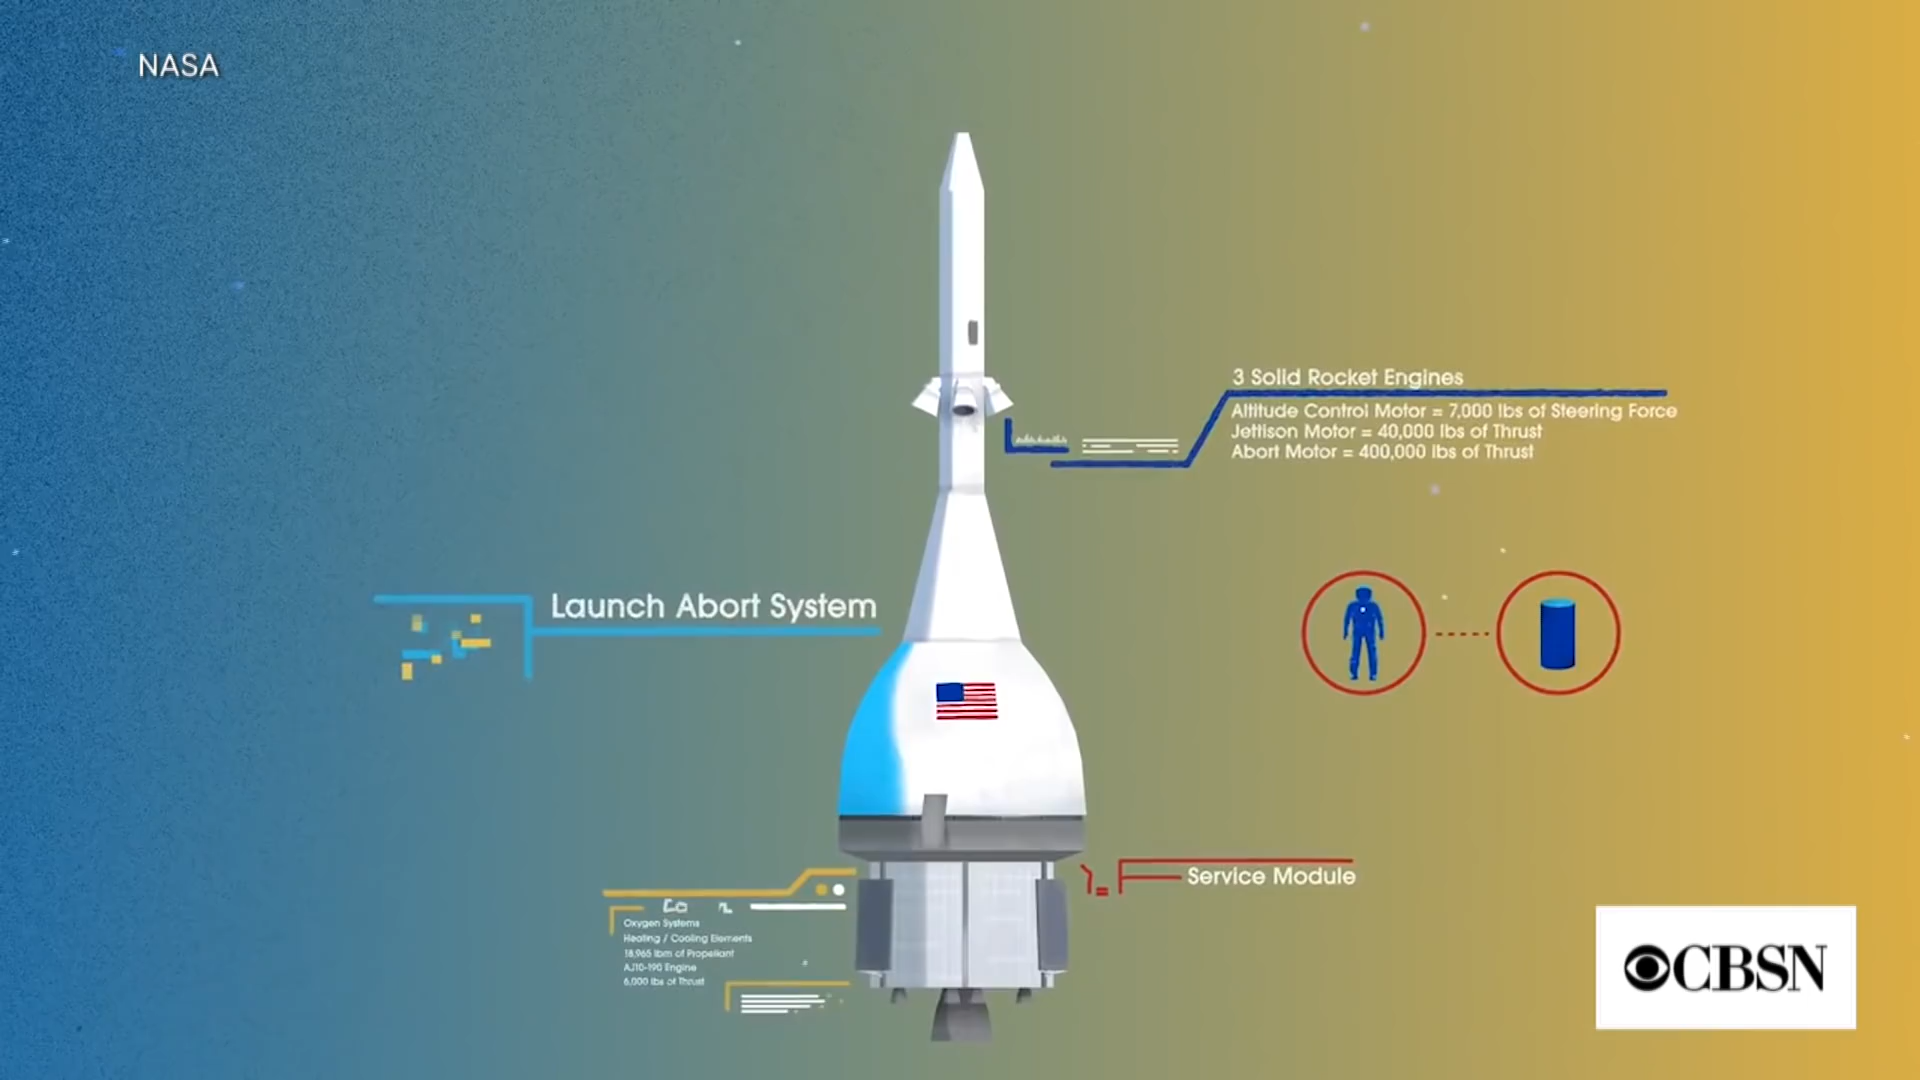 NASA
3 Solid Rocket Engines
Altitude Control Motor = 7,000 lbs of Steering Force
Jettison Motor = 40,000 lbs of Thrust
Abort Motor = 400,000 lbs of Thrust
Launch Abort System
Service Module
Oxygen Systems
Heating / Cooling Elements
18,965 lbm of Propellant
AJ10-190 Engine
6,000 lbs of Thrust
CBSN